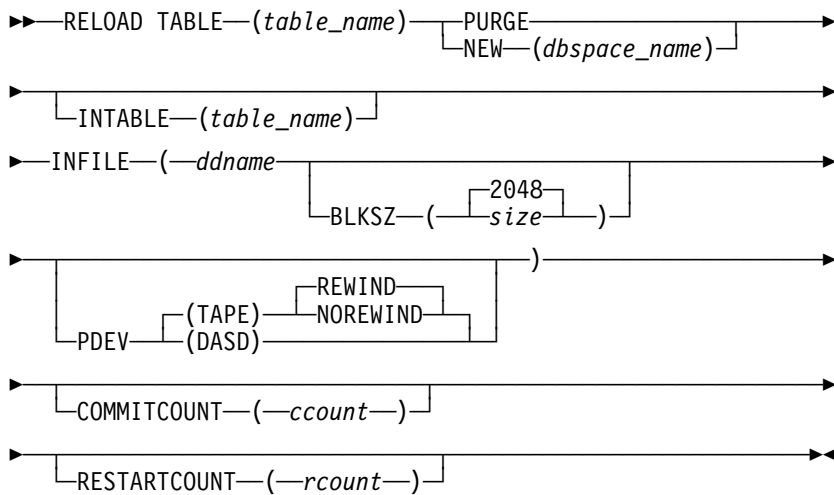 RELOAD TABLE (table_name) PURGE
NEW (dbspace_name)
INTABLE (table_name)
INFILE ( ddname
2048
BLKSZ ( size )
)
REWIND
(TAPE) NOREWIND
PDEV (DASD)
COMMITCOUNT ( ccount )
RESTARTCOUNT ( rcount )